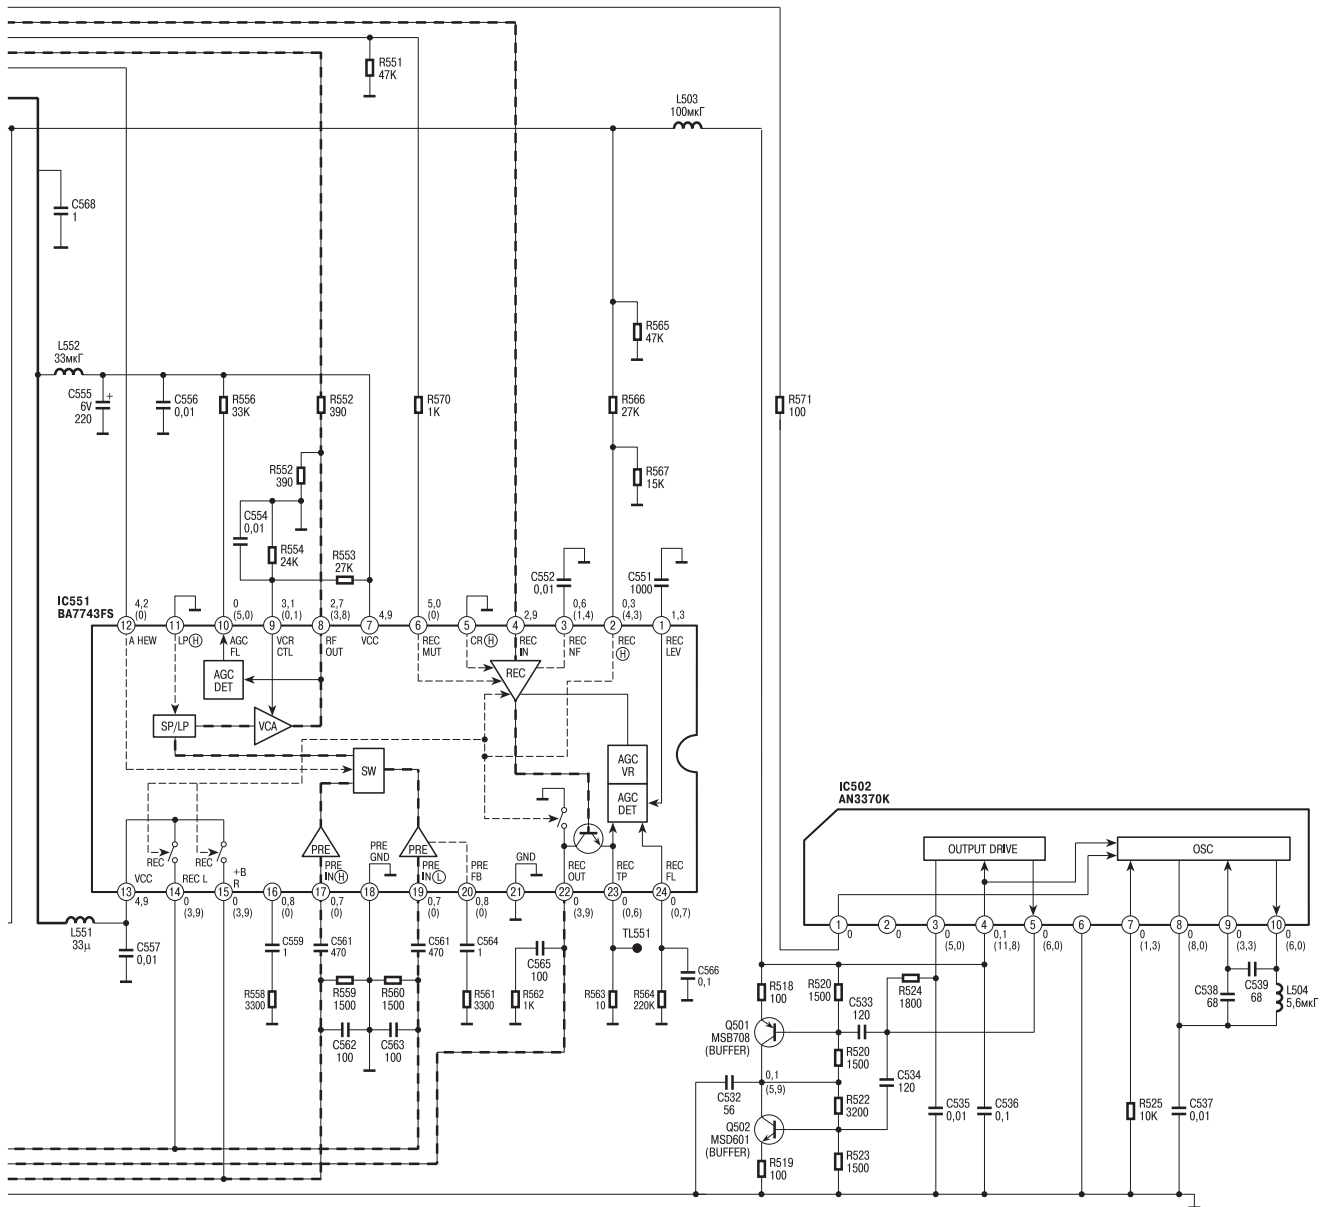 R551
47K
L503
100мкГ
C568
1
R565
47K
L552
33мкГ
C555
6V
220
+
C556
0,01
R556
33K
R552
390
R570
1K
R566
27K
R571
100
R552
390
R567
15K
C554
0,01
R554
24K
R553
27K
C552
0,01
C551
1000
IC551
BA7743FS
4,2
(0)
0
(5,0)
3,1
(0,1)
2,7
(3,8)
4,9
5,0
(0)
2,9
0,6
(1,4)
0,3
(4,3)
1,3
12 11 10 9 8 7 6 5 4 3 2 1
A HEW
LP H
AGC
FL
VCR
CTL
RF
OUT
VCC
REC
MUT
CR H
REC
IN
REC
NF
REC
H
REC
LEV
AGC
DET
REC
SP/LP
VCA
SW
AGC
VR
AGC
DET
IC502
AN3370K
OUTPUT DRIVE
OSC
REC
REC
PRE
PRE
VCC
REC L
+B
R
PRE
IN H
PRE
GND
PRE
IN L
PRE
FB
GND
REC
OUT
REC
TP
REC
FL
13 14 15 16 17 18 19 20 21 22 23 24
4,9
0
(3,9)
0
(3,9)
0,8
(0)
0,7
(0)
0,7
(0)
0,8
(0)
0
(3,9)
0
(0,6)
0
(0,7)
1 2 3 4 5 6 7 8 9 10
0
0
0
(5,0)
0,1
(11,8)
0
(6,0)
0
(1,3)
0
(8,0)
0
(3,3)
0
(6,0)
L551
33µ
C557
0,01
C559
1
C561
470
C561
470
C564
1
C565
100
TL551
C566
0,1
R558
3300
R559
1500
R560
1500
R561
3300
R562
1K
R563
10
R564
220K
C562
100
C563
100
R518
100
R520
1500
C533
120
R524
1800
C538
68
C539
68
L504
5,6мкГ
Q501
MSB708
(BUFFER)
R520
1500
C534
120
0,1
(5,9)
C532
56
R522
3200
C535
0,01
C536
0,1
R525
10K
C537
0,01
Q502
MSD601
(BUFFER)
R519
100
R523
1500